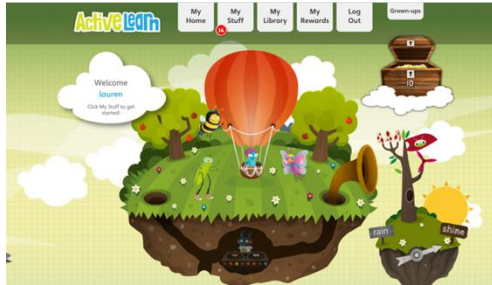 ActiveLearn
My Home
My Stuff
14
My Library
My Rewards
Log Out
Grown-ups
Welcome
lauren
Click My Stuff to get
started!
10
rain
shine